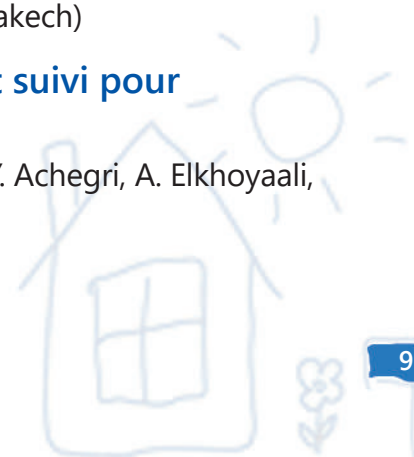 akech)
t suivi pour
Y. Achegri, A. Elkhoyaali,
9